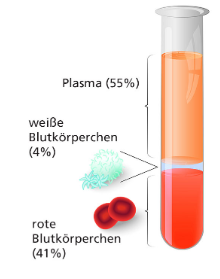 Plasma (55%)
weiße
Blutkörperchen
(4%)
rote
Blutkörperchen
(41%)